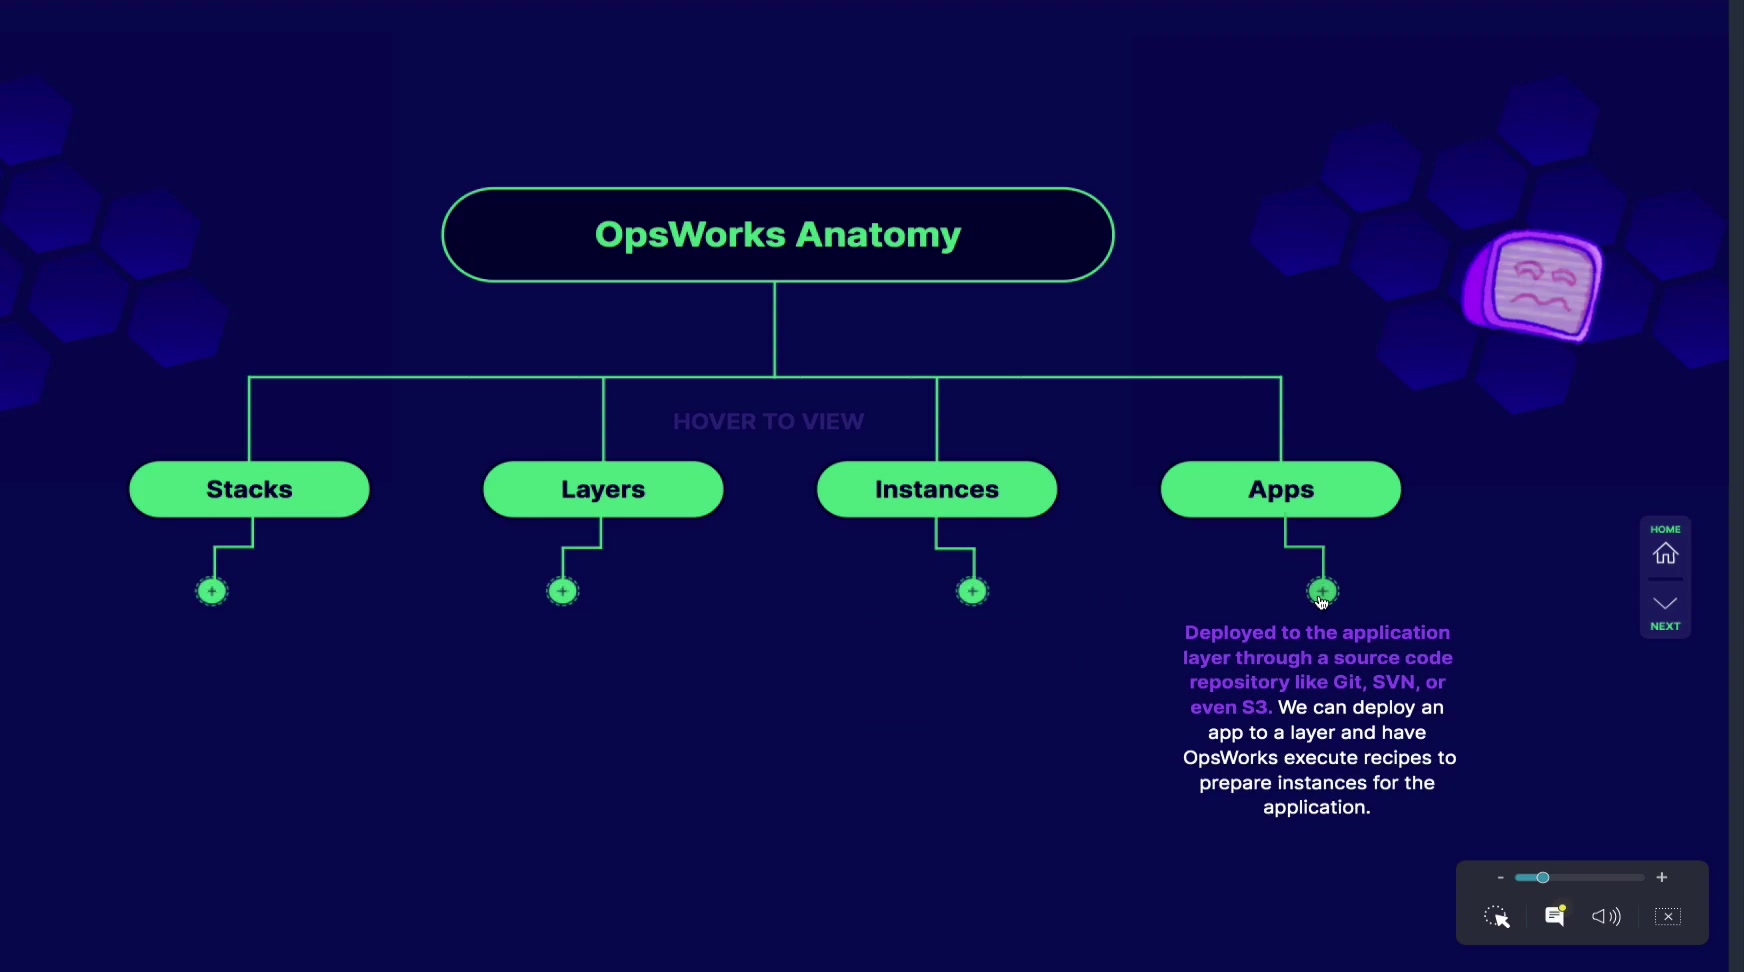 OpsWorks Anatomy
HOVER TO VIEW
Stacks
Layers
Instances
Apps
HOME
NEXT
Deployed to the application
layer through a source code
repository like Git, SVN, or
even S3. We can deploy an
app to a layer and have
OpsWorks execute recipes to
prepare instances for the
application.